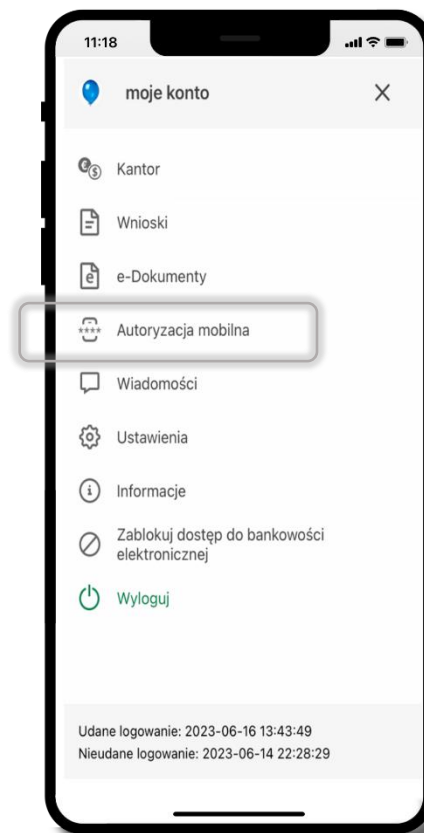 11:18
moje konto
Kantor
Wnioski
e-Dokumenty
Autoryzacja mobilna
Wiadomości
Ustawienia
Informacje
Zablokuj dostęp do bankowości
elektronicznej
Wyloguj
Udane logowanie: 2023-06-16 13:43:49
Nieudane logowanie: 2023-06-14 22:28:29